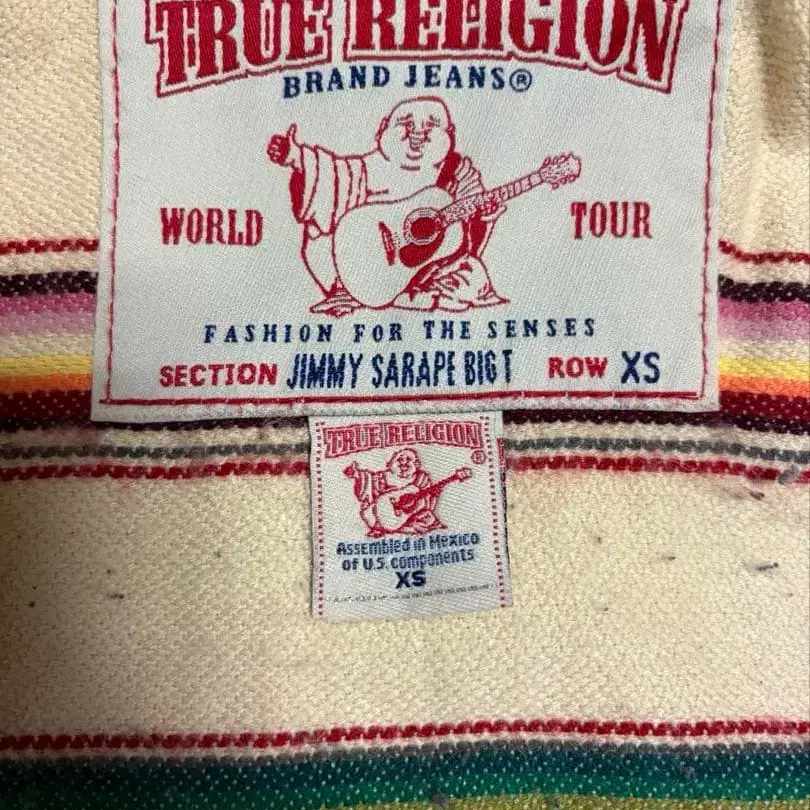 TRUE RELIGION
BRAND JEANS®
WORLD TOUR
FASHION FOR THE SENSES
SECTION JIMMY SARAPE BIG T ROW XS
TRUE RELIGION®
Assembled in Mexico
of U.S. components
XS